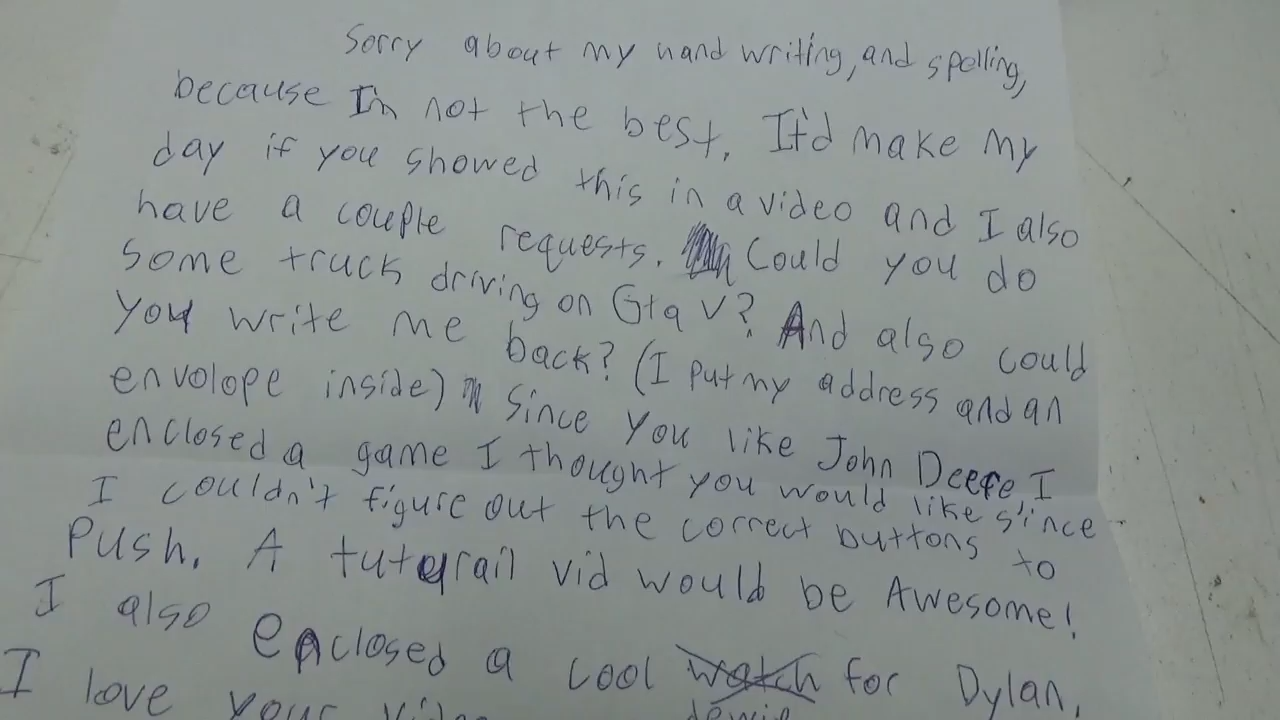 Sorry about my hand writing, and spelling,
because I'm not the best. It'd make my
day if you showed this in a video and I also
have a couple requests. Could you do
some truck driving on Gta V? And also could
you write me back? (I put my address and an
envolope inside) Since you like John Deere, I
enclosed a game I thought you would like since
I couldn't figure out the correct buttons to
Push. A tutorail vid would be Awesome!
I also enclosed a cool watch for Dylan,
I love your